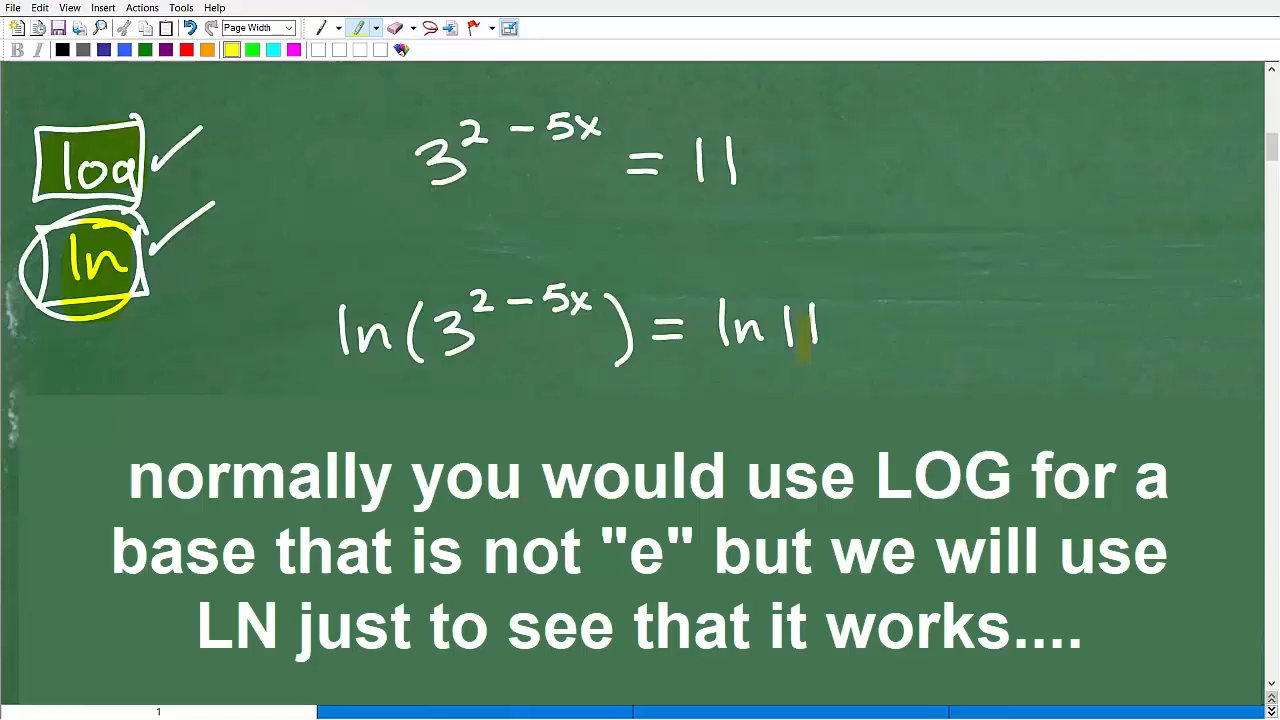 File Edit View Insert Actions Tools Help
Page Width
B I
log
ln
3^{2 - 5x} = 11
ln(3^{2 - 5x}) = ln 11
normally you would use LOG for a
base that is not "e" but we will use
LN just to see that it works....
1